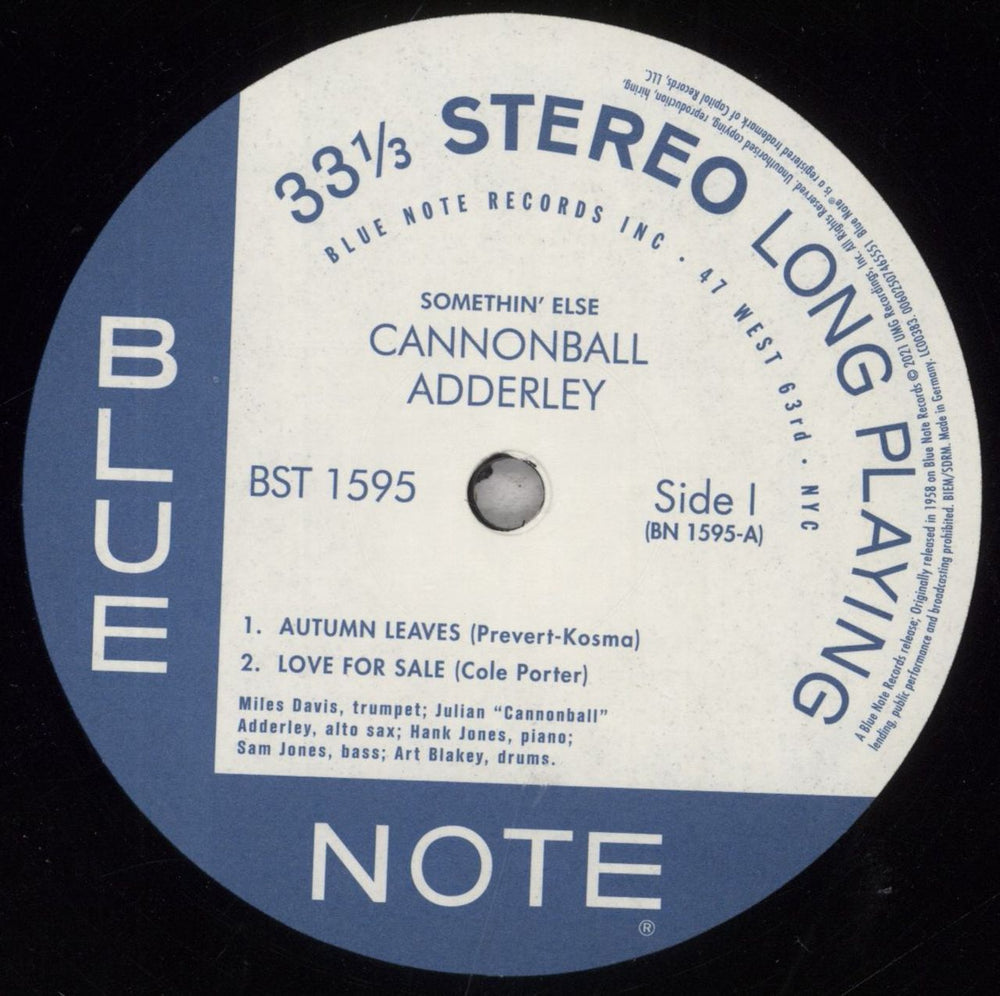 33⅓ STEREO LONG PLAYING
BLUE NOTE RECORDS INC · 47 WEST 63rd · NYC
A Blue Note Records release; Originally released in 1958 on Blue Note Records ℗ 2021 UMG Recordings, Inc. All Rights Reserved. Unauthorised copying, reproduction, hiring,
lending, public performance and broadcasting prohibited. BIEM/SDRM. Made in Germany. LC00383. 00602507465551 Blue Note® is a registered trademark of Capitol Records, LLC
SOMETHIN' ELSE
CANNONBALL
ADDERLEY
BST 1595
Side I
(BN 1595-A)
1. AUTUMN LEAVES (Prevert-Kosma)
2. LOVE FOR SALE (Cole Porter)
Miles Davis, trumpet; Julian "Cannonball"
Adderley, alto sax; Hank Jones, piano;
Sam Jones, bass; Art Blakey, drums.
BLUE
NOTE
®